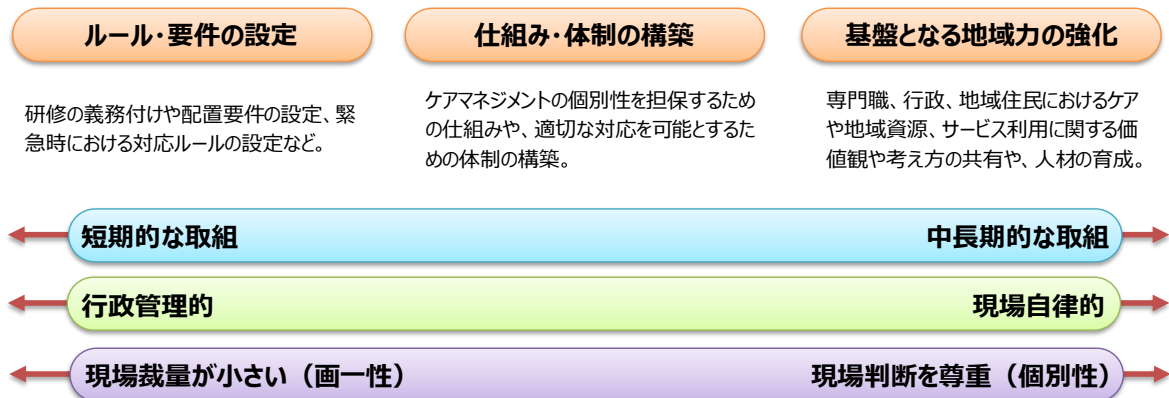 ルール・要件の設定
仕組み・体制の構築
基盤となる地域力の強化
研修の義務付けや配置要件の設定、緊
急時における対応ルールの設定など。
ケアマネジメントの個別性を担保するため
の仕組みや、適切な対応を可能とするた
めの体制の構築。
専門職、行政、地域住民におけるケア
や地域資源、サービス利用に関する価
値観や考え方の共有や、人材の育成。
短期的な取組
中長期的な取組
行政管理的
現場自律的
現場裁量が小さい（画一性）
現場判断を尊重（個別性）